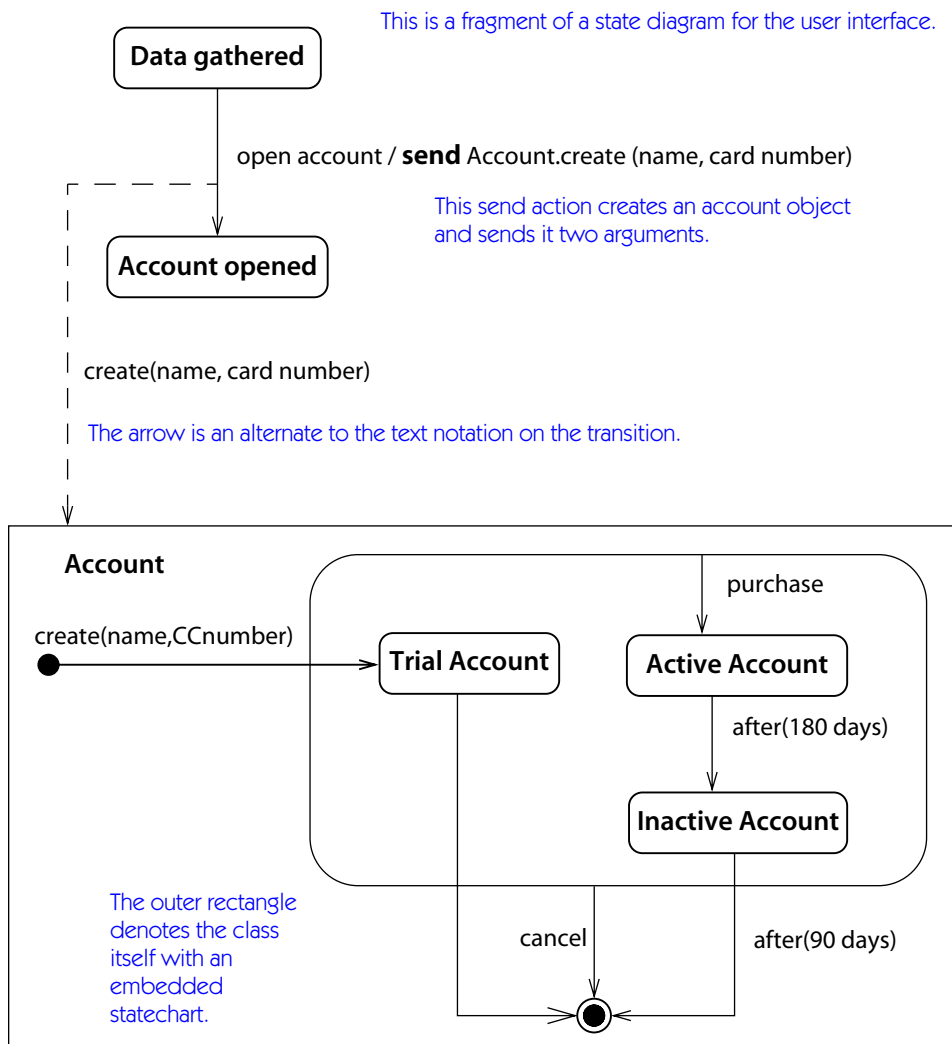 This is a fragment of a state diagram for the user interface.
Data gathered
open account / send Account.create (name, card number)
This send action creates an account object
and sends it two arguments.
Account opened
create(name, card number)
The arrow is an alternate to the text notation on the transition.
Account
purchase
create(name,CCnumber)
Trial Account
Active Account
after(180 days)
Inactive Account
The outer rectangle
denotes the class
itself with an
embedded
statechart.
cancel
after(90 days)